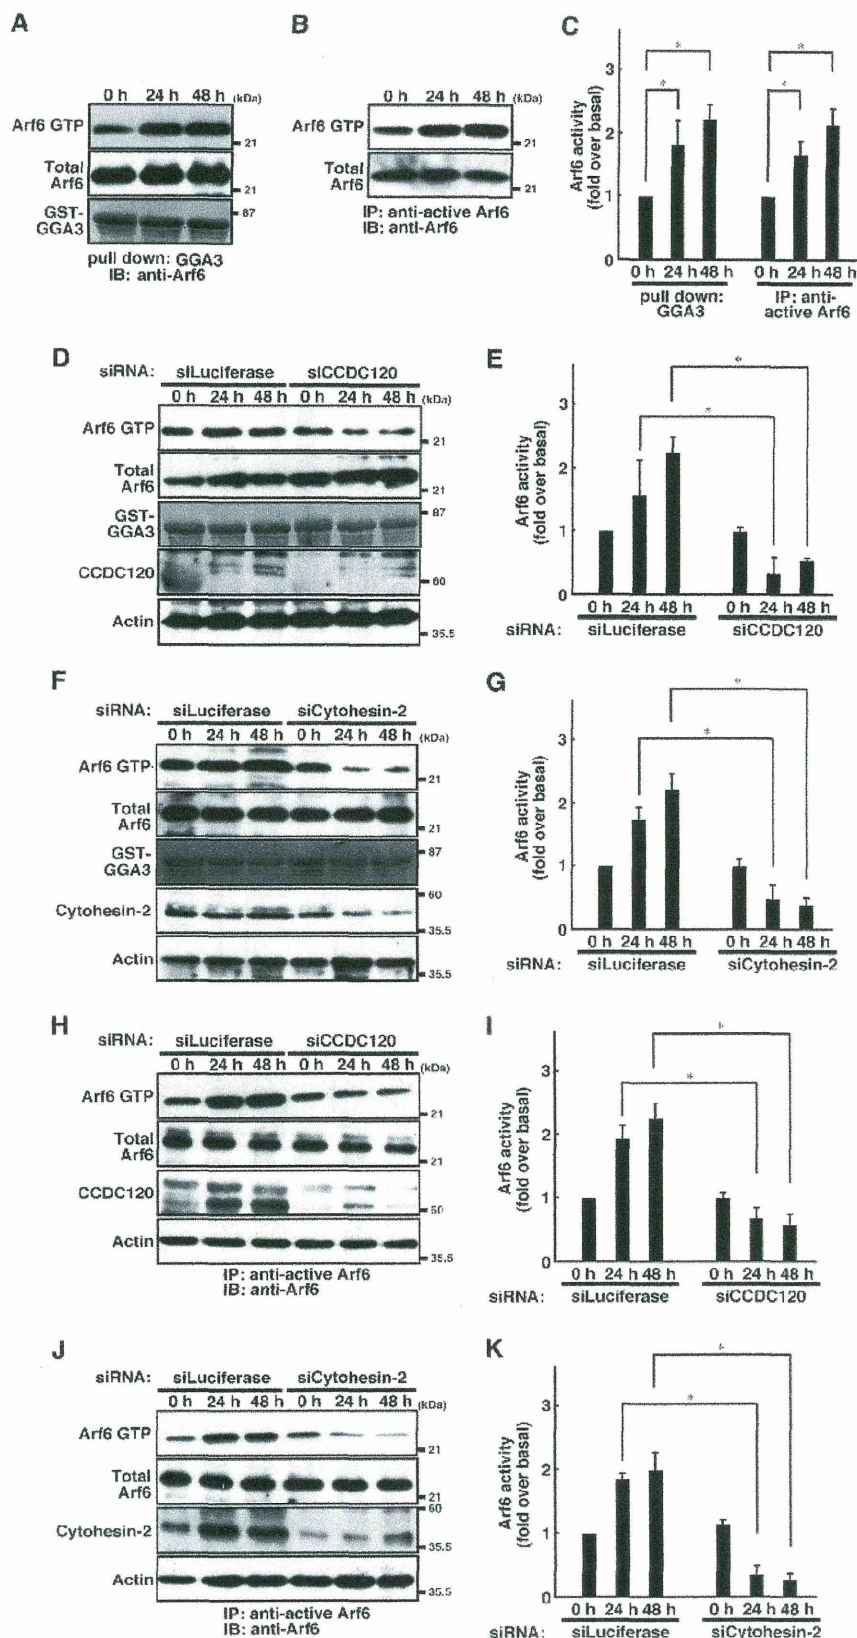 A
0 h 24 h 48 h (kDa)
Arf6 GTP
21
Total
Arf6
21
GST-
GGA3
87
pull down: GGA3
IB: anti-Arf6
B
0 h 24 h 48 h (kDa)
Arf6 GTP
21
Total
Arf6
21
IP: anti-active Arf6
IB: anti-Arf6
C
Arf6 activity
(fold over basal)
3
2
1
0
* * * *
0 h 24 h 48 h 0 h 24 h 48 h
pull down:
GGA3
IP: anti-
active Arf6
D
siRNA: siLuciferase siCCDC120
0 h 24 h 48 h 0 h 24 h 48 h (kDa)
Arf6 GTP
21
Total
Arf6
21
GST-
GGA3
87
CCDC120
60
Actin
35.5
E
Arf6 activity
(fold over basal)
3
2
1
0
* *
0 h 24 h 48 h 0 h 24 h 48 h
siRNA: siLuciferase siCCDC120
F
siRNA: siLuciferase siCytohesin-2
0 h 24 h 48 h 0 h 24 h 48 h (kDa)
Arf6 GTP
21
Total
Arf6
21
GST-
GGA3
87
Cytohesin-2
60
35.5
Actin
35.5
G
Arf6 activity
(fold over basal)
3
2
1
0
* *
0 h 24 h 48 h 0 h 24 h 48 h
siRNA: siLuciferase siCytohesin-2
H
siRNA: siLuciferase siCCDC120
0 h 24 h 48 h 0 h 24 h 48 h (kDa)
Arf6 GTP
21
Total
Arf6
21
CCDC120
60
Actin
35.5
IP: anti-active Arf6
IB: anti-Arf6
I
Arf6 activity
(fold over basal)
3
2
1
0
* *
0 h 24 h 48 h 0 h 24 h 48 h
siRNA: siLuciferase siCCDC120
J
siRNA: siLuciferase siCytohesin-2
0 h 24 h 48 h 0 h 24 h 48 h (kDa)
Arf6 GTP
21
Total
Arf6
21
Cytohesin-2
60
35.5
Actin
35.5
IP: anti-active Arf6
IB: anti-Arf6
K
Arf6 activity
(fold over basal)
3
2
1
0
* *
0 h 24 h 48 h 0 h 24 h 48 h
siRNA: siLuciferase siCytohesin-2